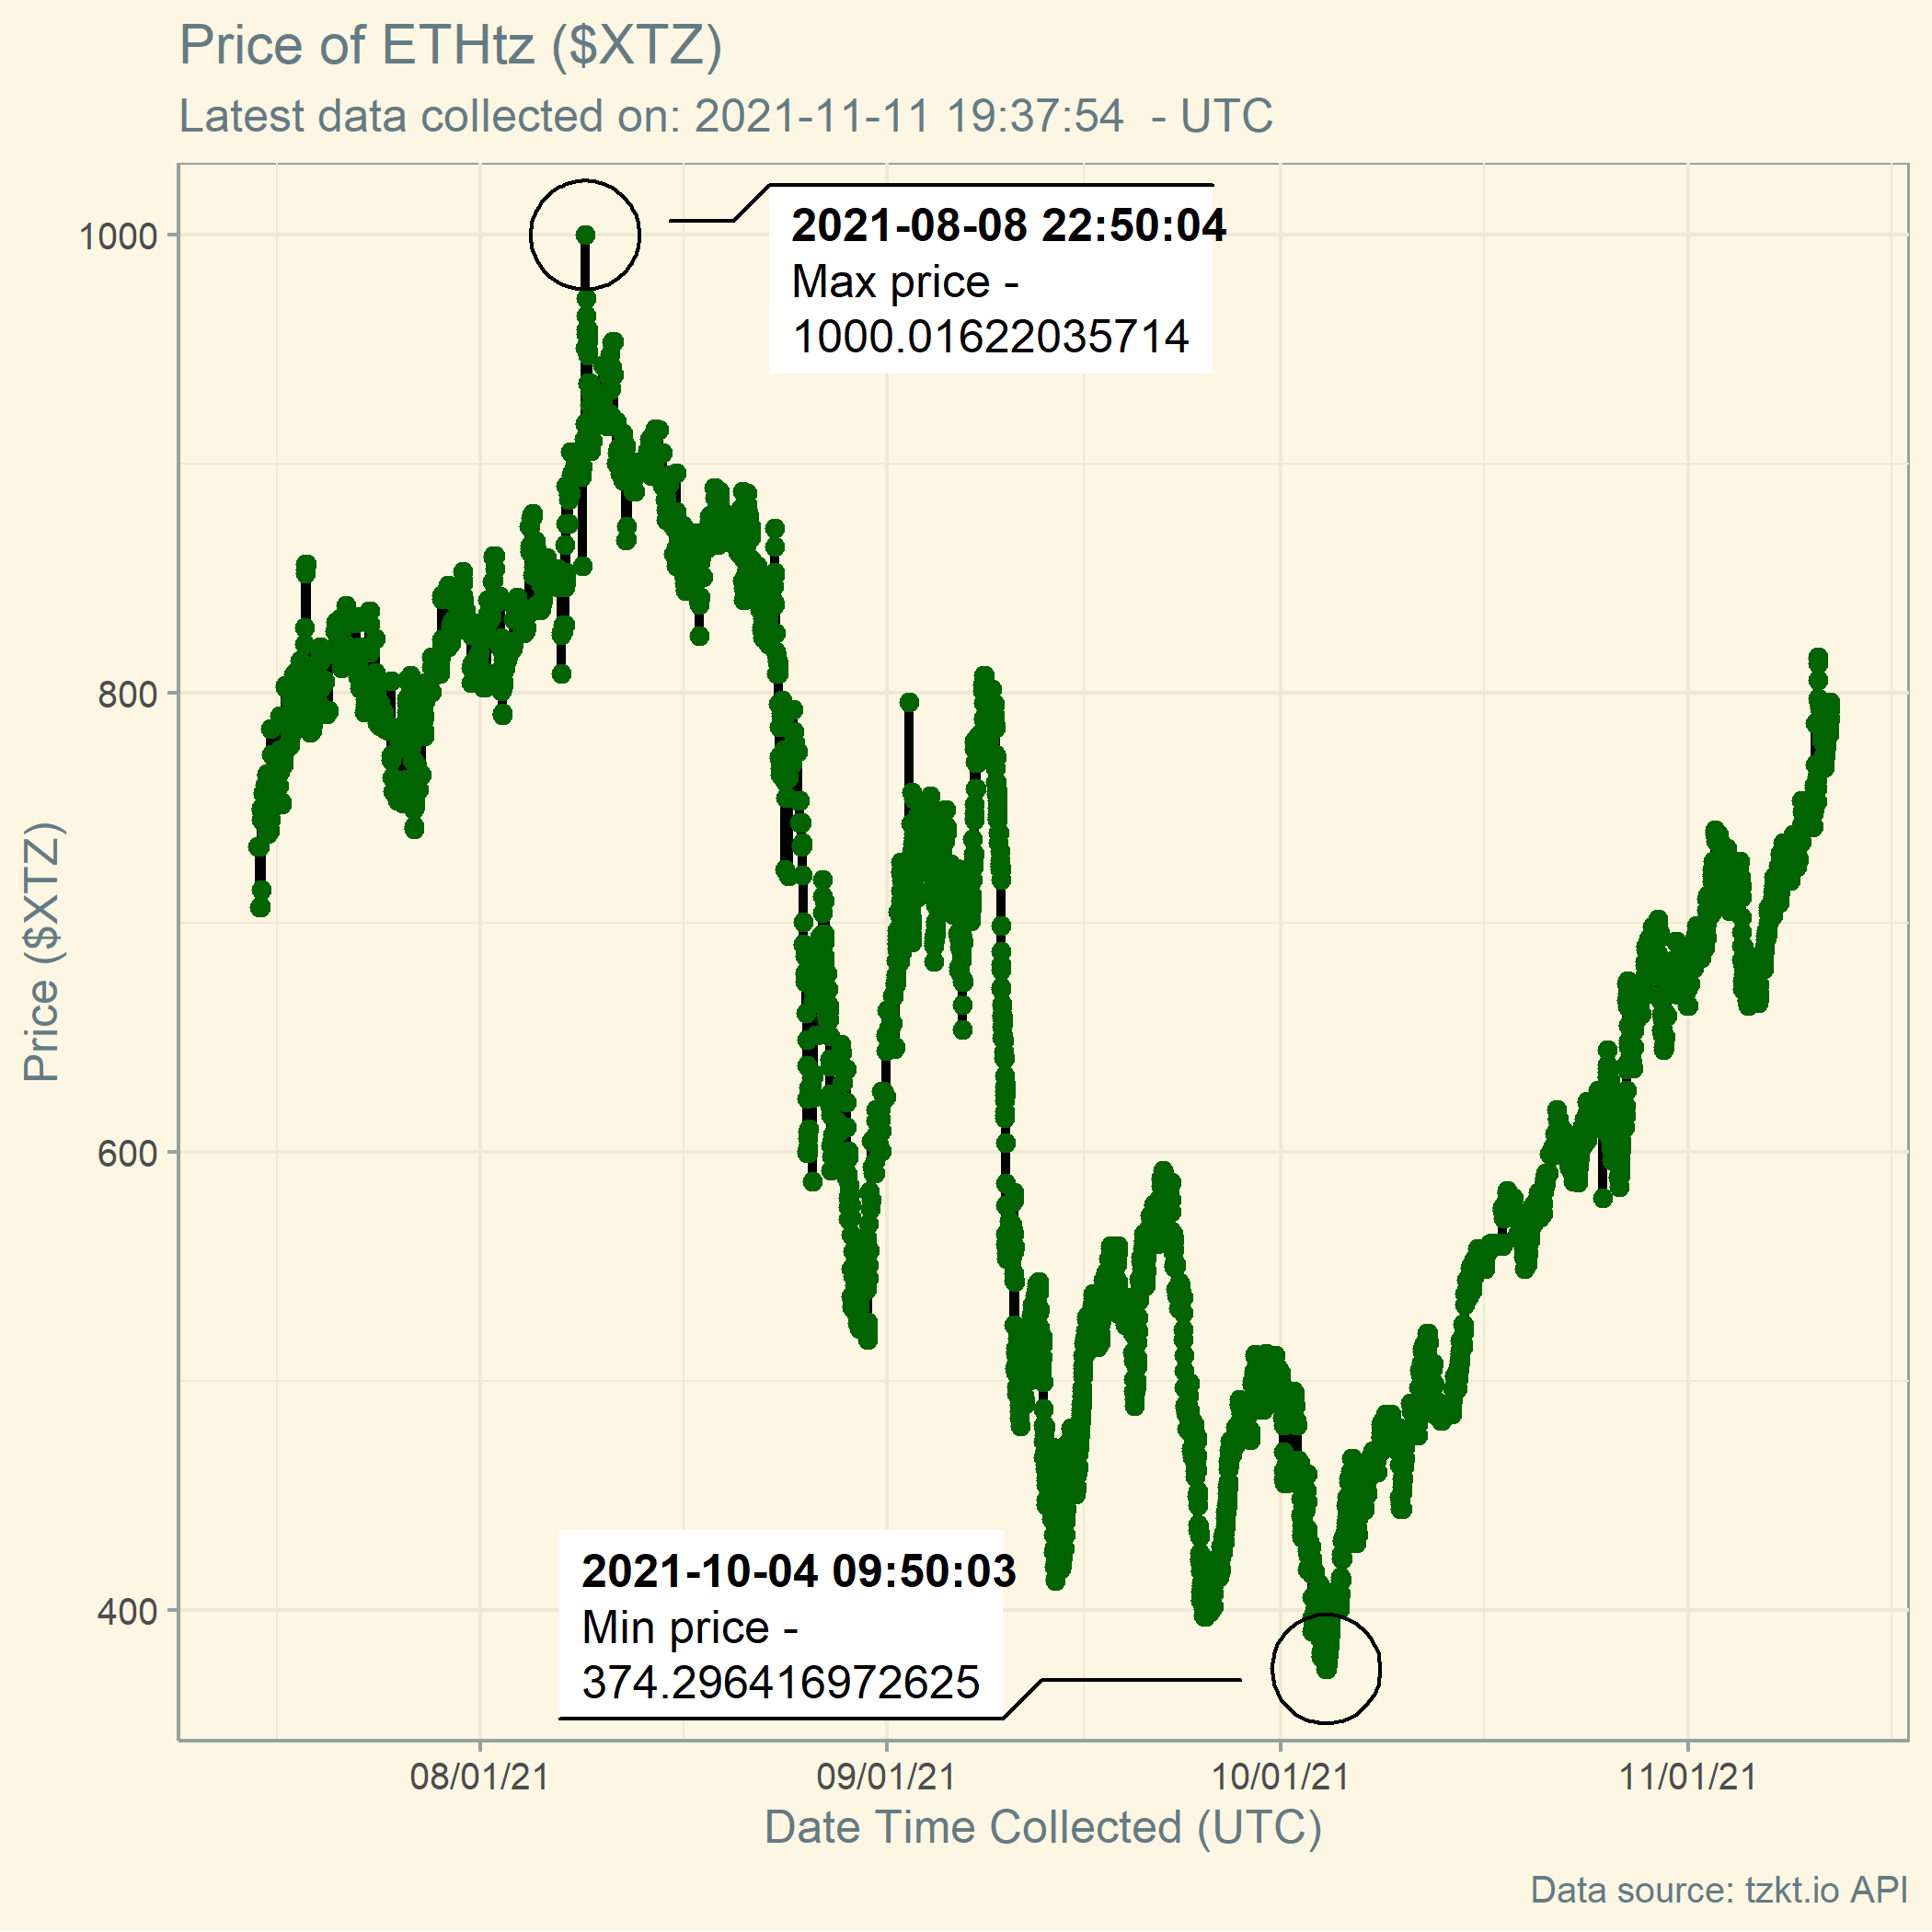 Price of ETHtz ($XTZ)
Latest data collected on: 2021-11-11 19:37:54  - UTC
2021-08-08 22:50:04
Max price -
1000.01622035714
1000
800
600
400
Price ($XTZ)
2021-10-04 09:50:03
Min price -
374.296416972625
08/01/21
09/01/21
10/01/21
11/01/21
Date Time Collected (UTC)
Data source: tzkt.io API